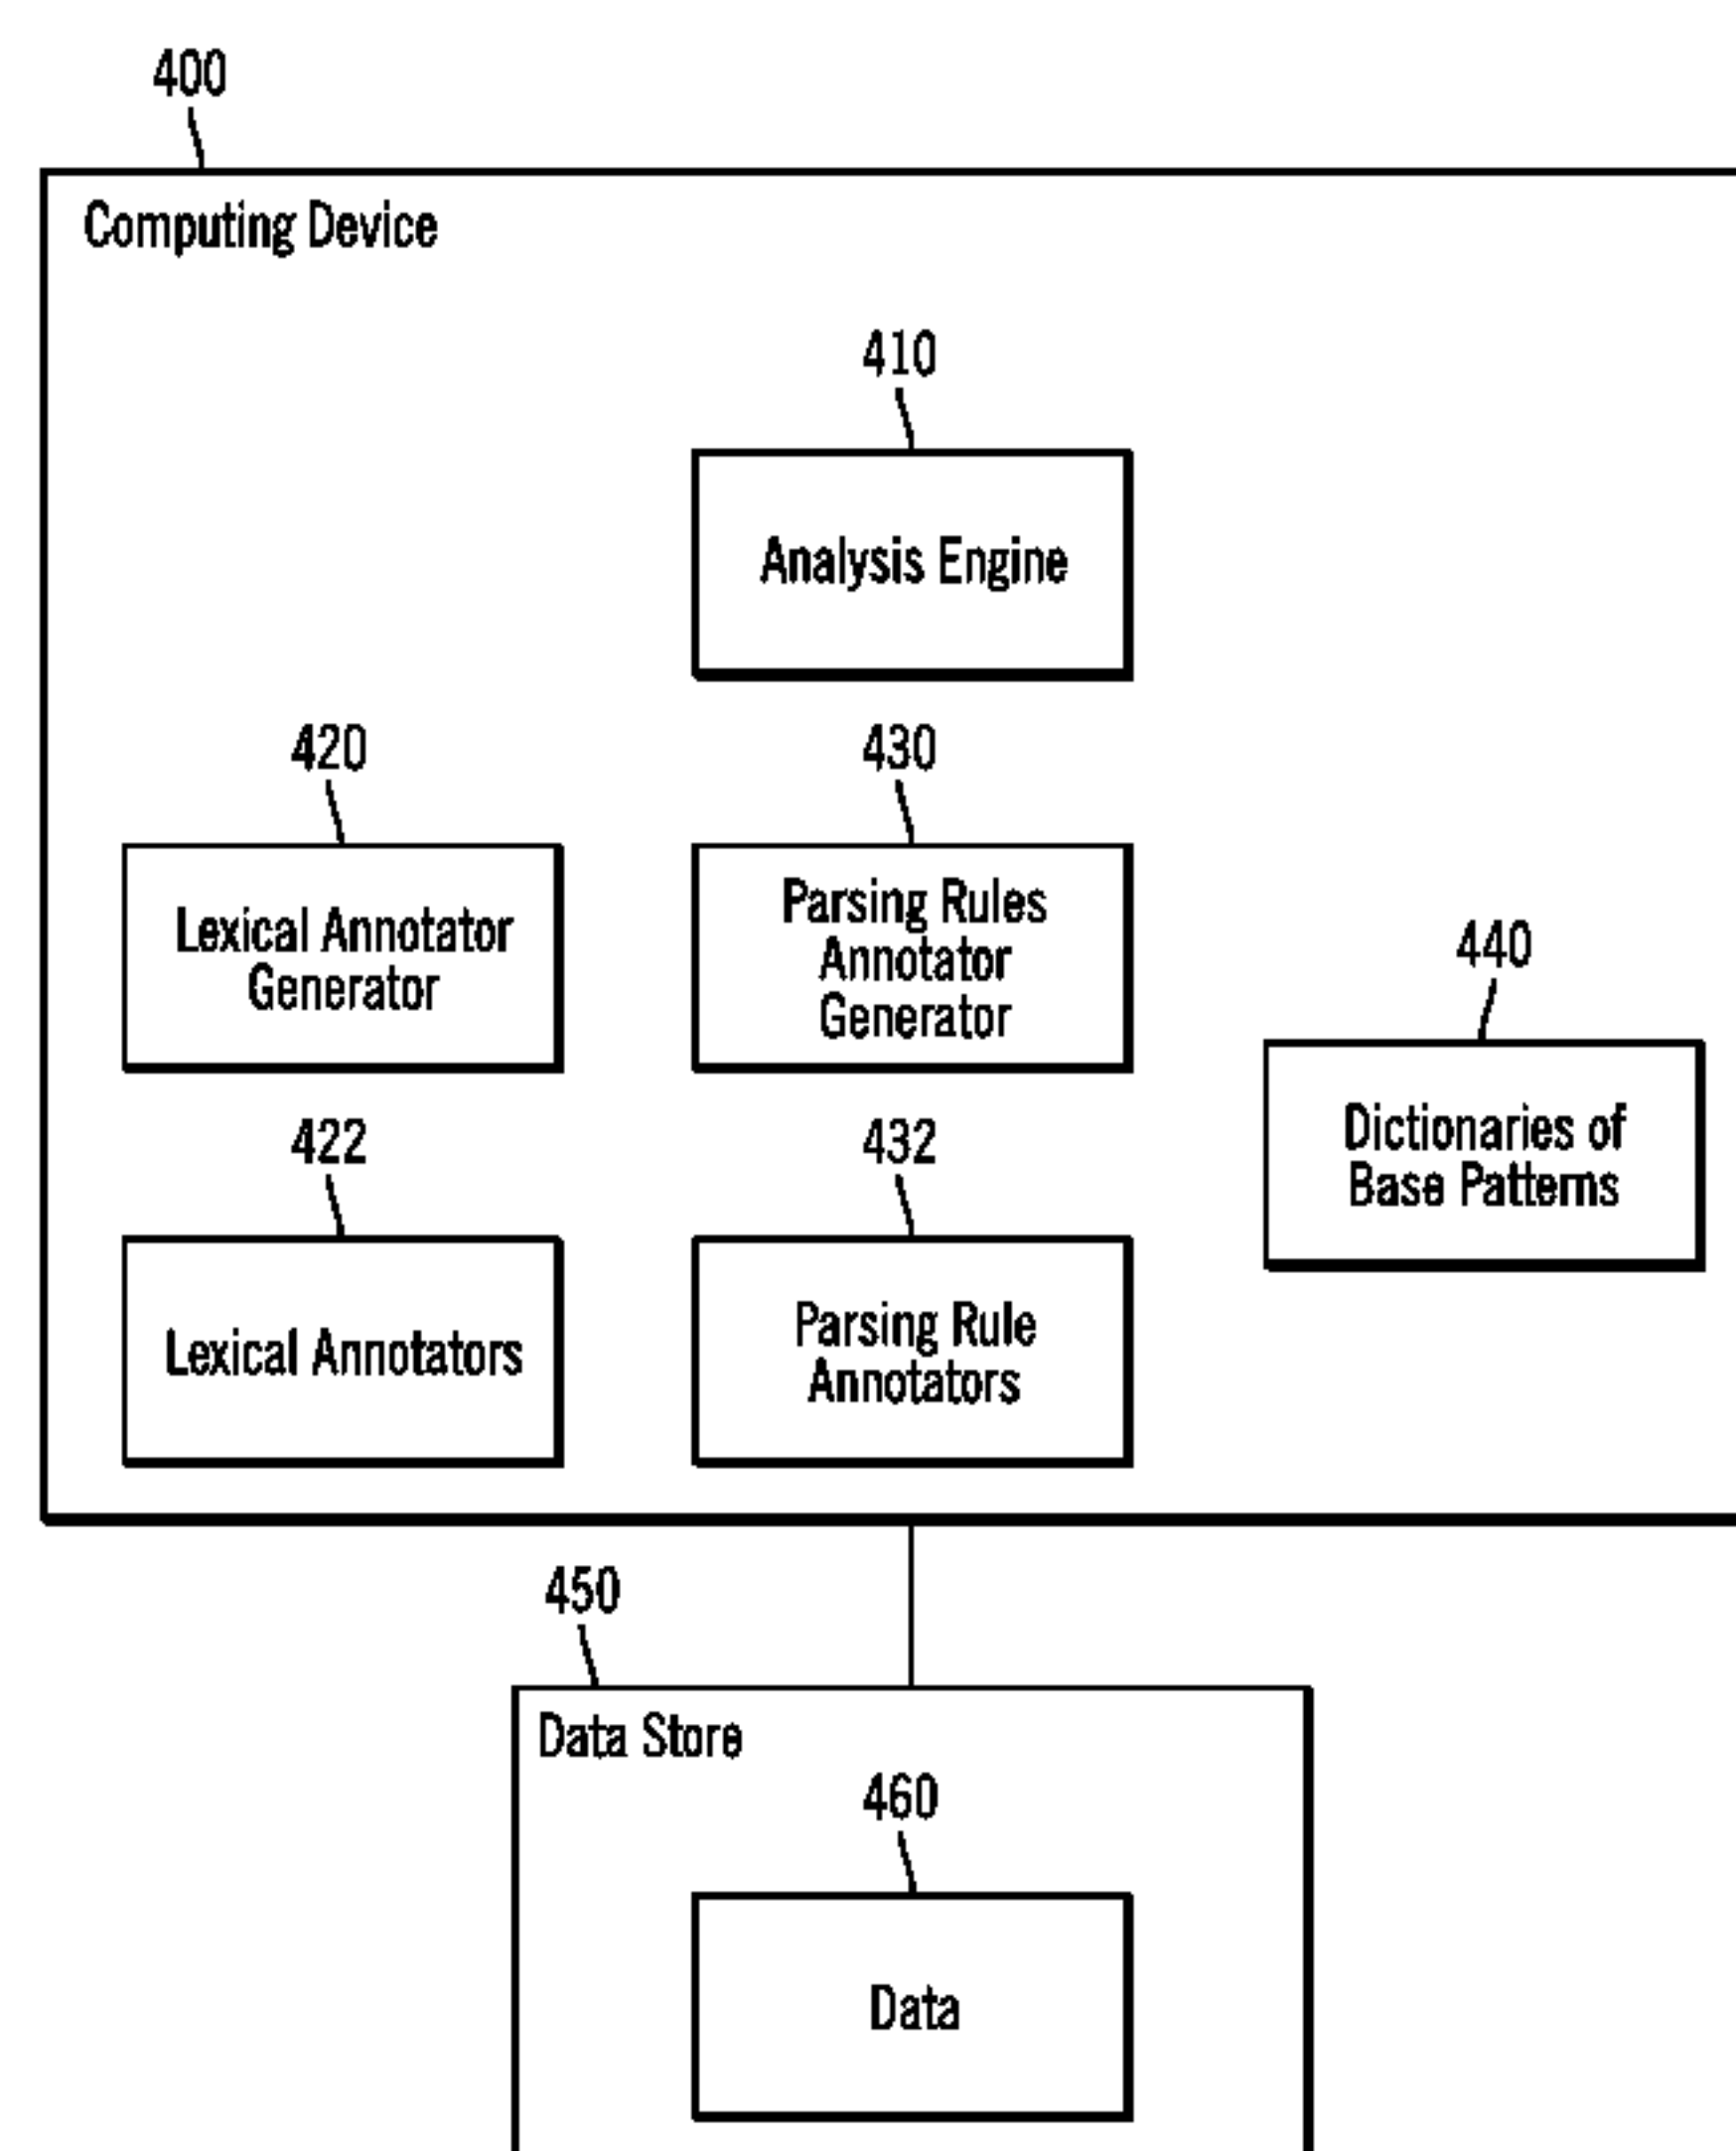 400
Computing Device
410
Analysis Engine
420
430
Lexical Annotator
Generator
Parsing Rules
Annotator
Generator
440
Dictionaries of
Base Patterns
422
432
Lexical Annotators
Parsing Rule
Annotators
450
Data Store
460
Data